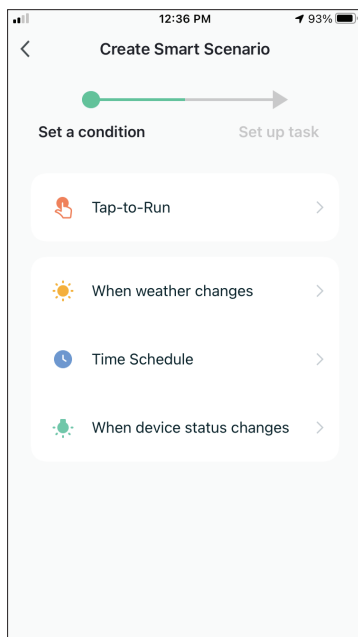 12:36 PM
93%
Create Smart Scenario
Set a condition
Set up task
Tap-to-Run
When weather changes
Time Schedule
When device status changes